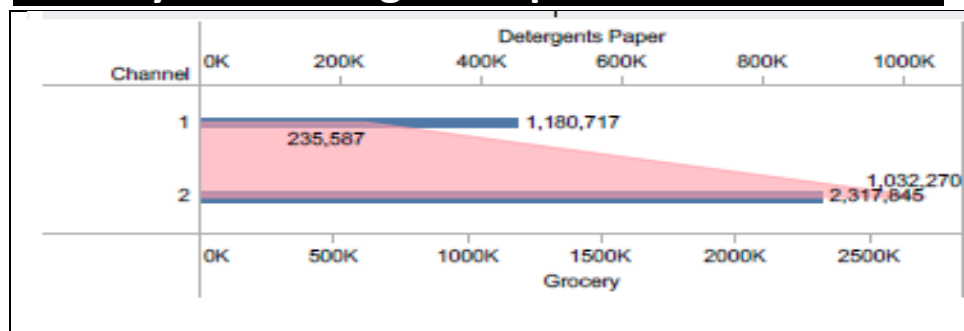 Detergents Paper
Channel 0K 200K 400K 600K 800K 1000K
1 1,180,717
235,587
1,032,270
2 2,317,845
0K 500K 1000K 1500K 2000K 2500K
Grocery